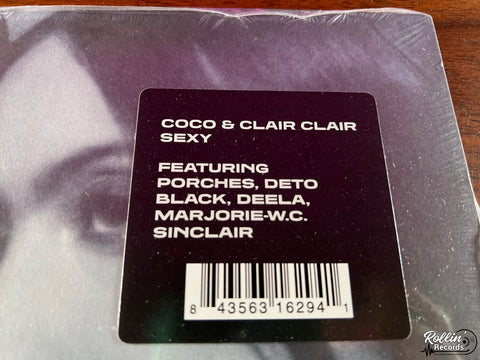 COCO & CLAIR CLAIR
SEXY
FEATURING
PORCHES, DETO
BLACK, DEELA,
MARJORIE-W.C.
SINCLAIR
8 43563 16294 1
Rollin
Records